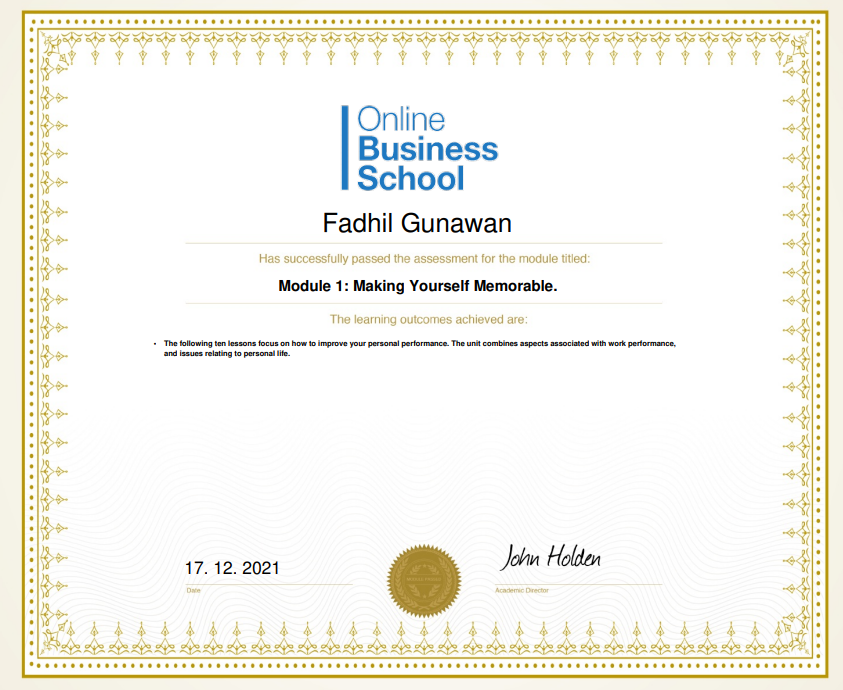 Online
Business
School
Fadhil Gunawan
Has successfully passed the assessment for the module titled:
Module 1: Making Yourself Memorable.
The learning outcomes achieved are:
• The following ten lessons focus on how to improve your personal performance. The unit combines aspects associated with work performance,
and issues relating to personal life.
17. 12. 2021
John Holden
Date
Academic Director